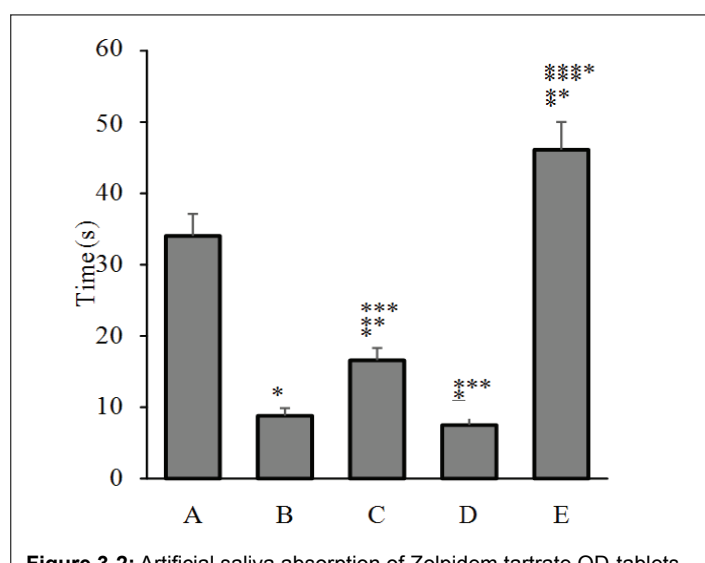 60
50
40
30
20
10
0
Time(s)
*
***
**
*
***
*
A
B
C
D
E
Figure 3-2: Artificial saliva absorption of Zolpidem tartrate OD tablets